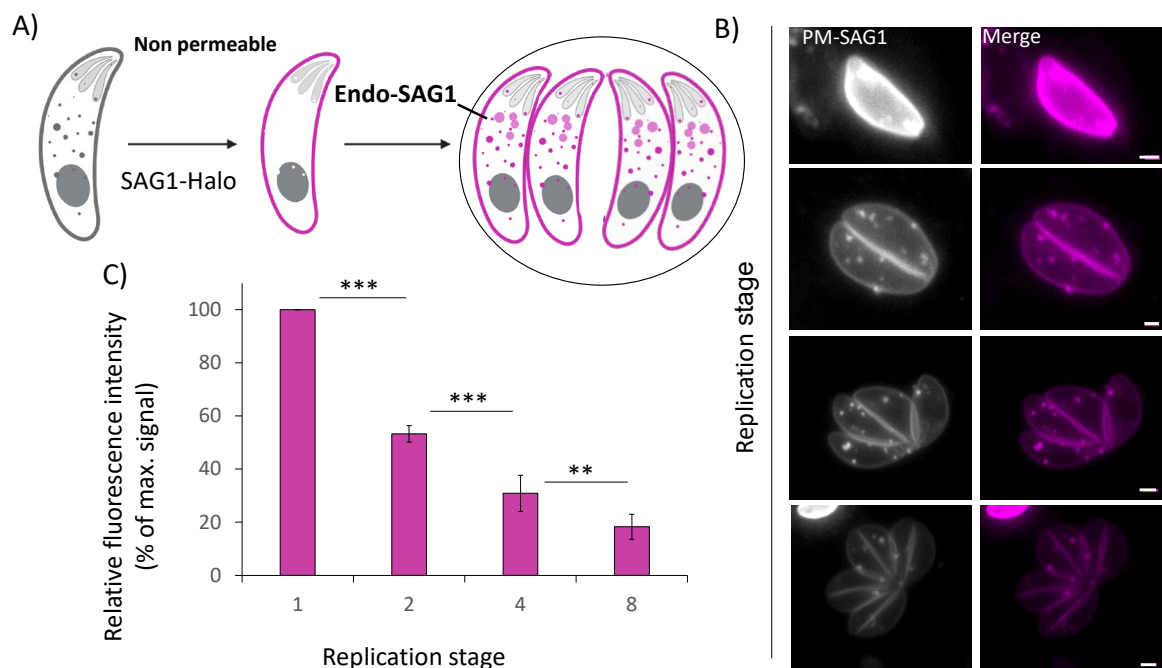 A)
Non permeable
SAG1-Halo
Endo-SAG1
B)
PM-SAG1
Merge
Replication stage
C)
Relative fluorescence intensity
(% of max. signal)
100
80
60
40
20
0
***
***
**
1
2
4
8
Replication stage